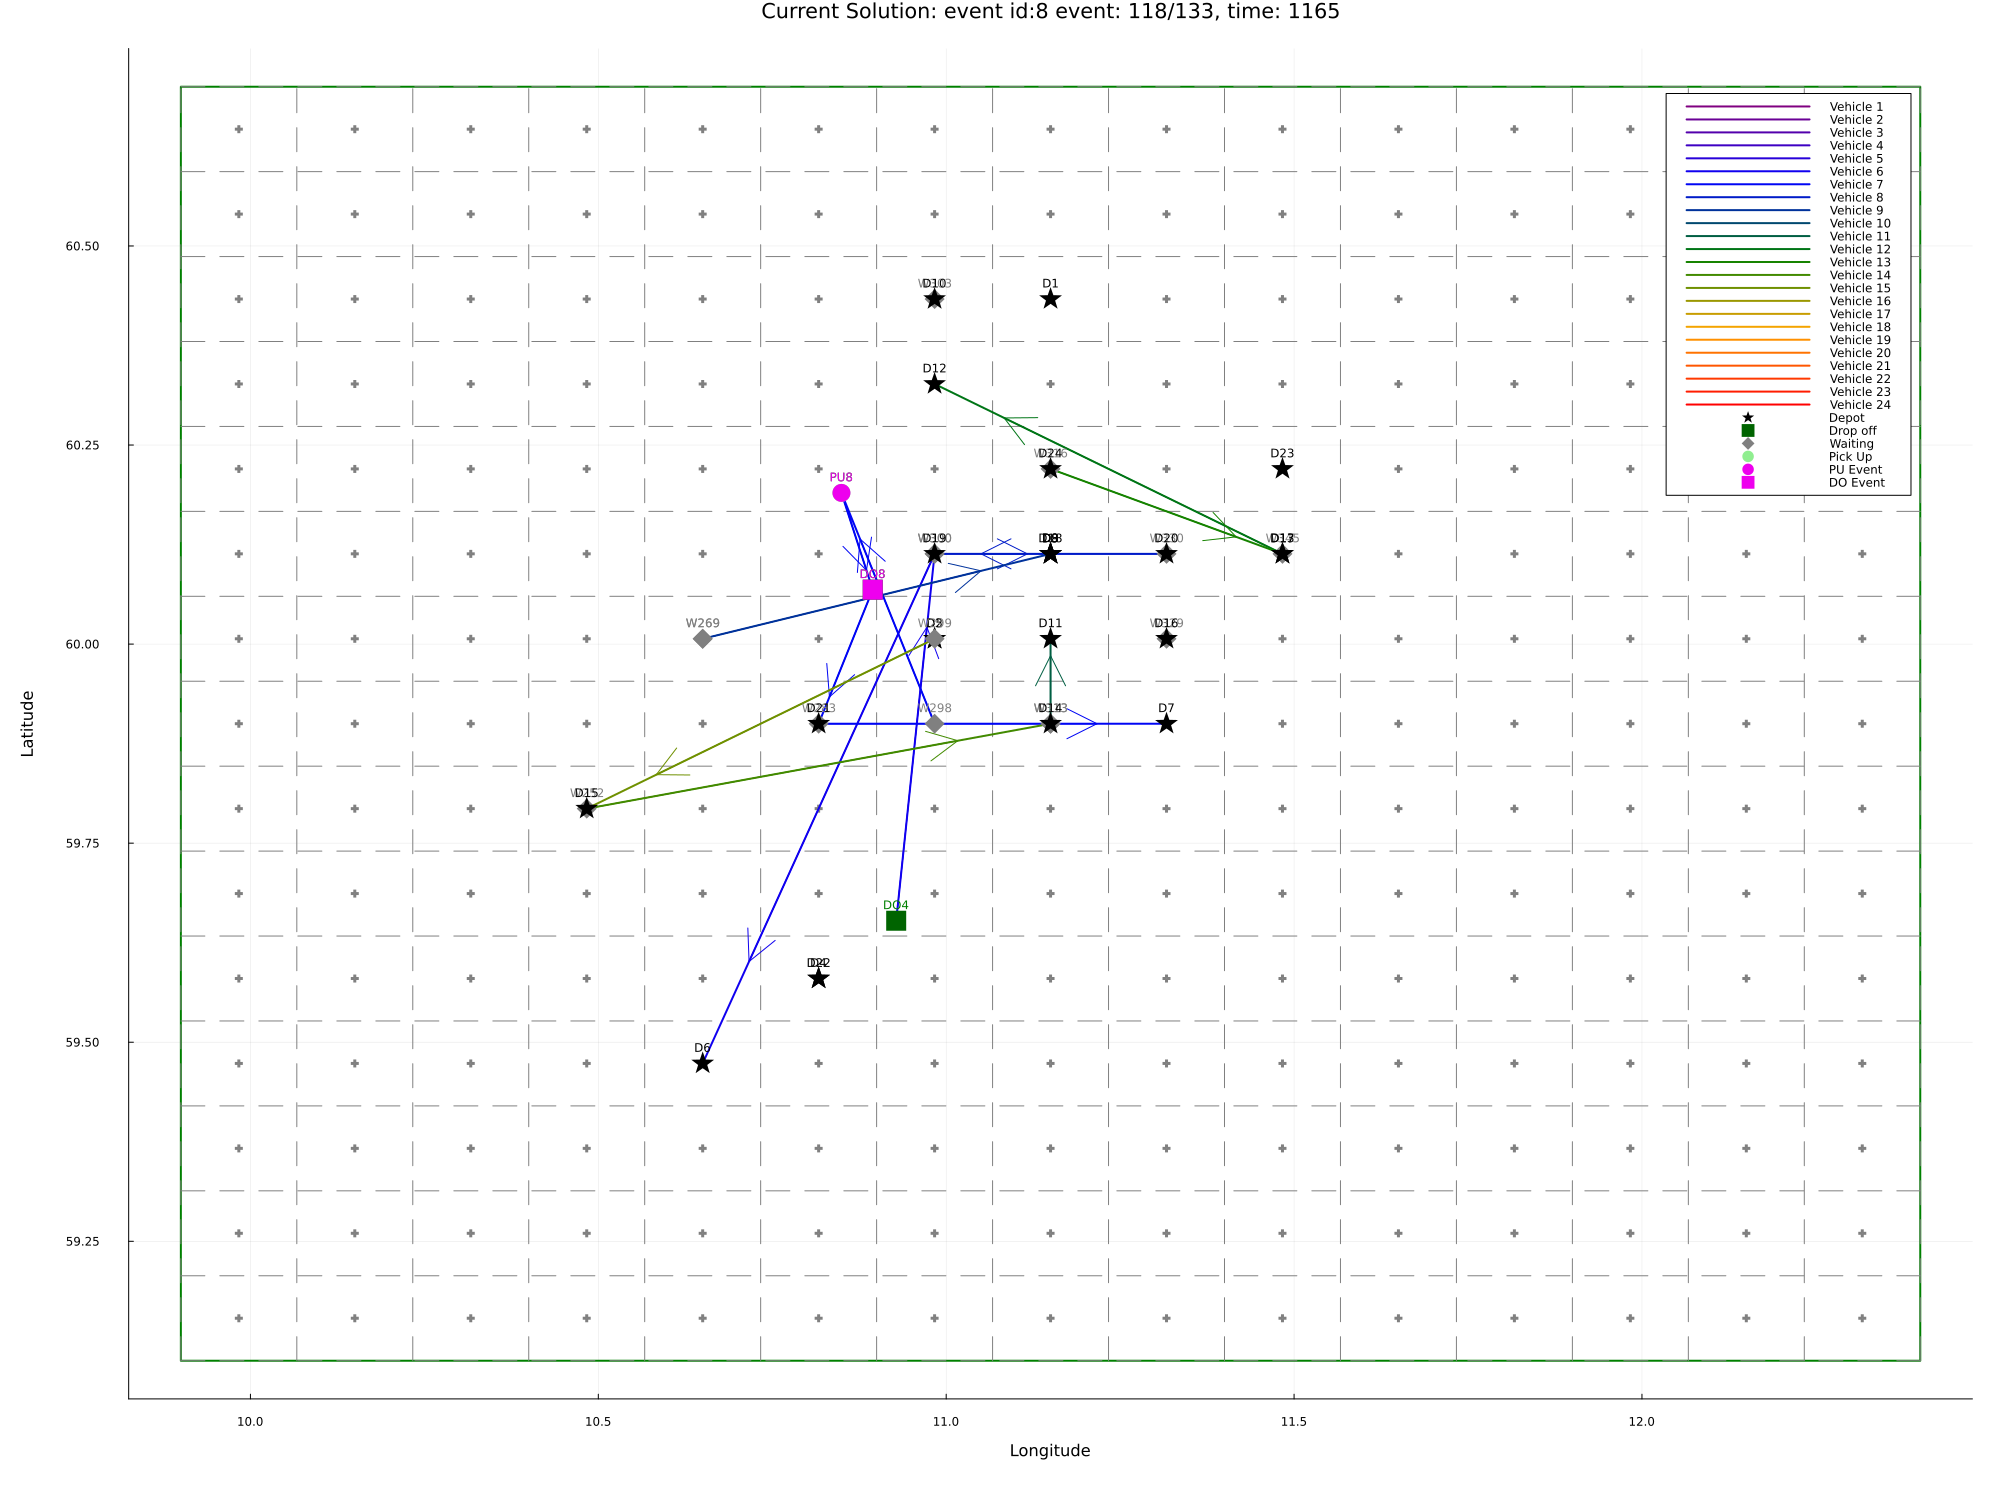 Current Solution: event id:8 event: 118/133, time: 1165
Vehicle 1
Vehicle 2
Vehicle 3
Vehicle 4
Vehicle 5
Vehicle 6
Vehicle 7
Vehicle 8
Vehicle 9
Vehicle 10
Vehicle 11
Vehicle 12
Vehicle 13
Vehicle 14
Vehicle 15
Vehicle 16
Vehicle 17
Vehicle 18
Vehicle 19
Vehicle 20
Vehicle 21
Vehicle 22
Vehicle 23
Vehicle 24
Depot
Drop off
Waiting
Pick Up
PU Event
DO Event
60.50
60.25
60.00
59.75
59.50
59.25
Latitude
D10
D1
D12
D24
D23
PU8
D19
D20
DO8
W269
D11
D16
D21
W298
D14
D7
D15
DO4
D22
D6
10.0
10.5
11.0
11.5
12.0
Longitude